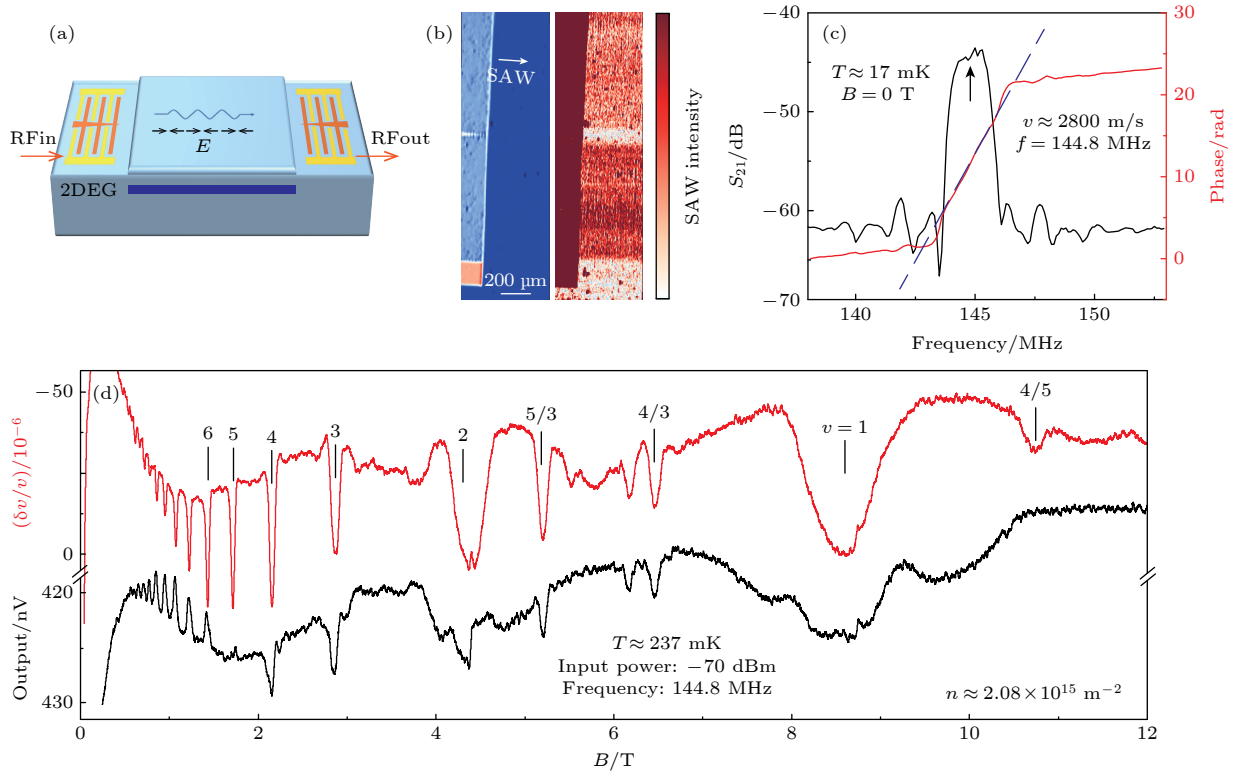 (a)
RFin
RFout
E
2DEG
(b)
SAW
200 µm
SAW intensity
(c)
−40
−50
−60
−70
S21/dB
T≈17 mK
B=0 T
v≈2800 m/s
f=144.8 MHz
30
20
10
0
Phase/rad
140
145
150
Frequency/MHz
(d)
−50
0
(δv/v)/10−6
420
430
Output/nV
6
5
4
3
2
5/3
4/3
v=1
4/5
T≈237 mK
Input power: −70 dBm
Frequency: 144.8 MHz
n≈2.08×10^15 m^−2
0
2
4
6
8
10
12
B/T